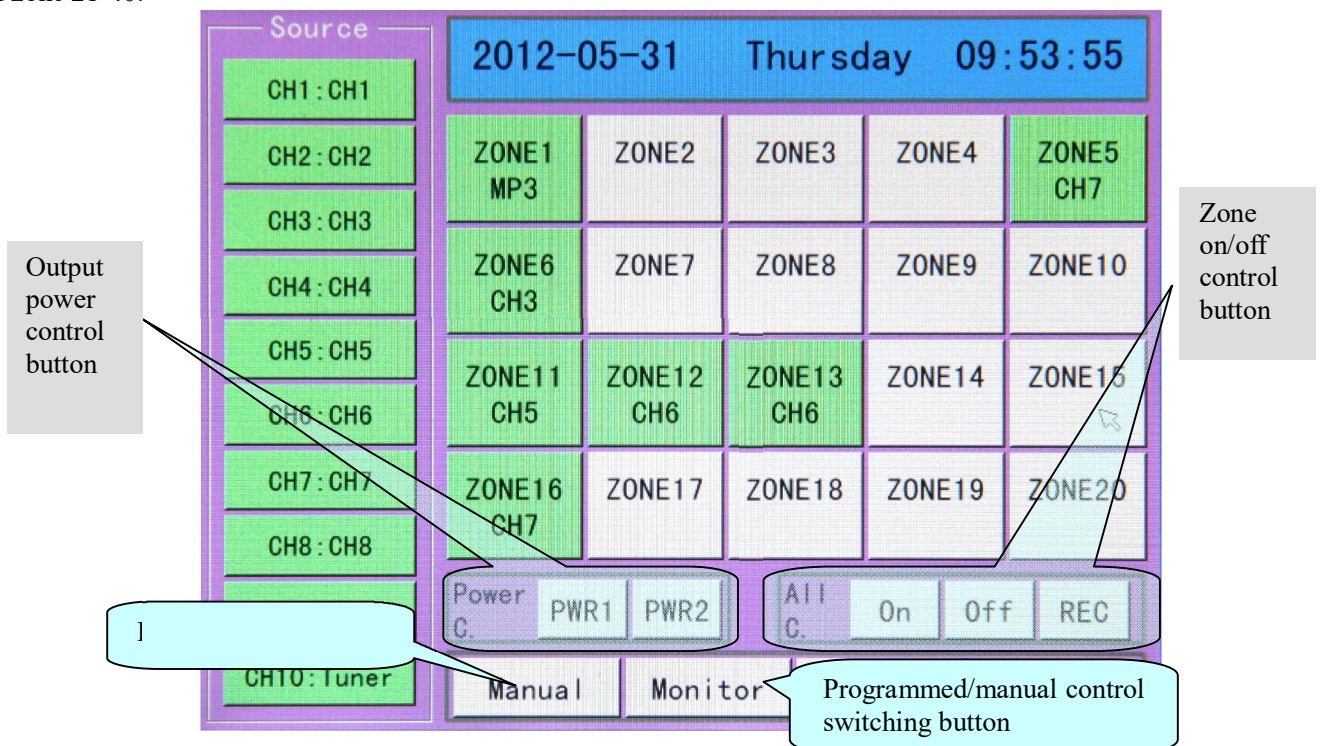 Source
2012-05-31 Thursday 09:53:55
CH1:CH1
CH2:CH2
CH3:CH3
CH4:CH4
CH5:CH5
CH6:CH6
CH7:CH7
CH8:CH8
CH10:Tuner
ZONE1
MP3
ZONE2
ZONE3
ZONE4
ZONE5
CH7
ZONE6
CH3
ZONE7
ZONE8
ZONE9
ZONE10
ZONE11
CH5
ZONE12
CH6
ZONE13
CH6
ZONE14
ZONE15
ZONE16
CH7
ZONE17
ZONE18
ZONE19
ZONE20
Power
C.
PWR1
PWR2
All
C.
On
Off
REC
Manual
Monitor
Output
power
control
button
Zone
on/off
control
button
Programmed/manual control
switching button